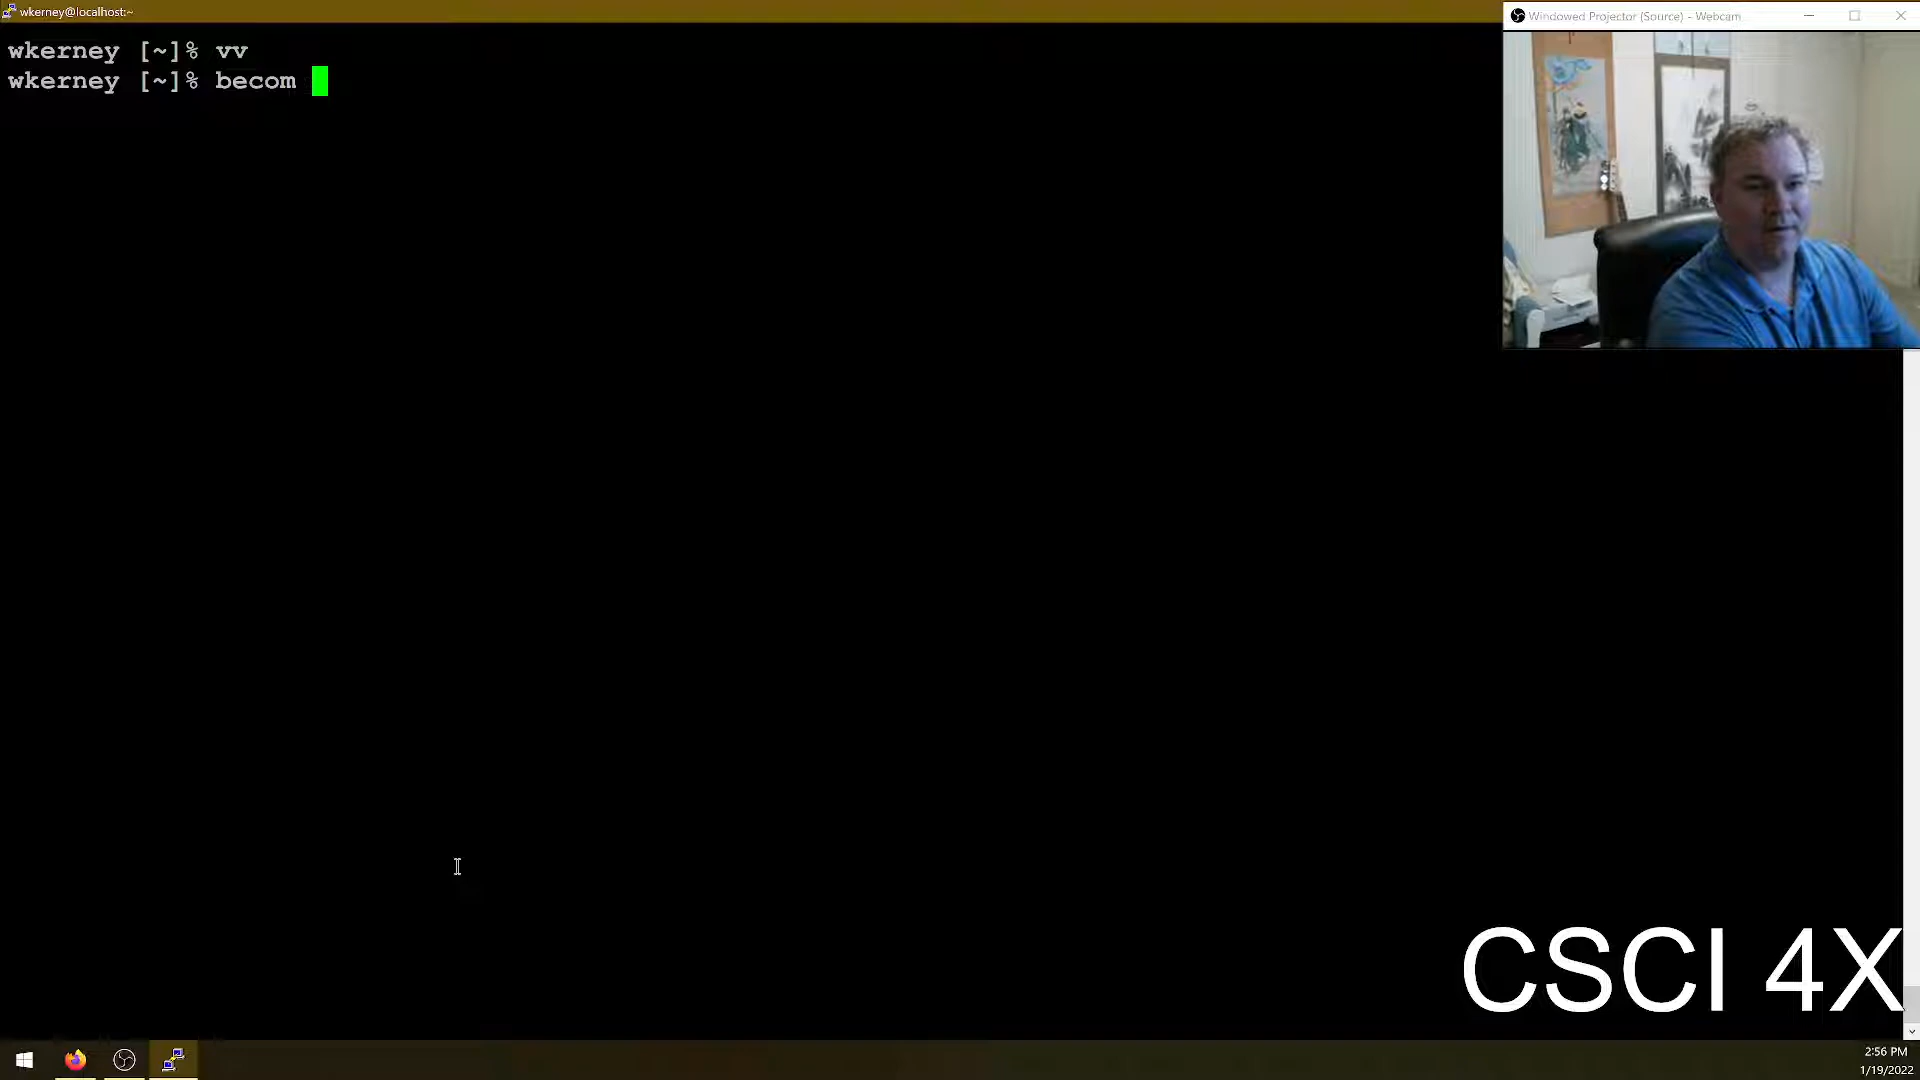 wkerney@localhost:~
Windowed Projector (Source) - Webcam
wkerney [~]% vv
wkerney [~]% becom
CSCI 4X
2:56 PM
1/19/2022